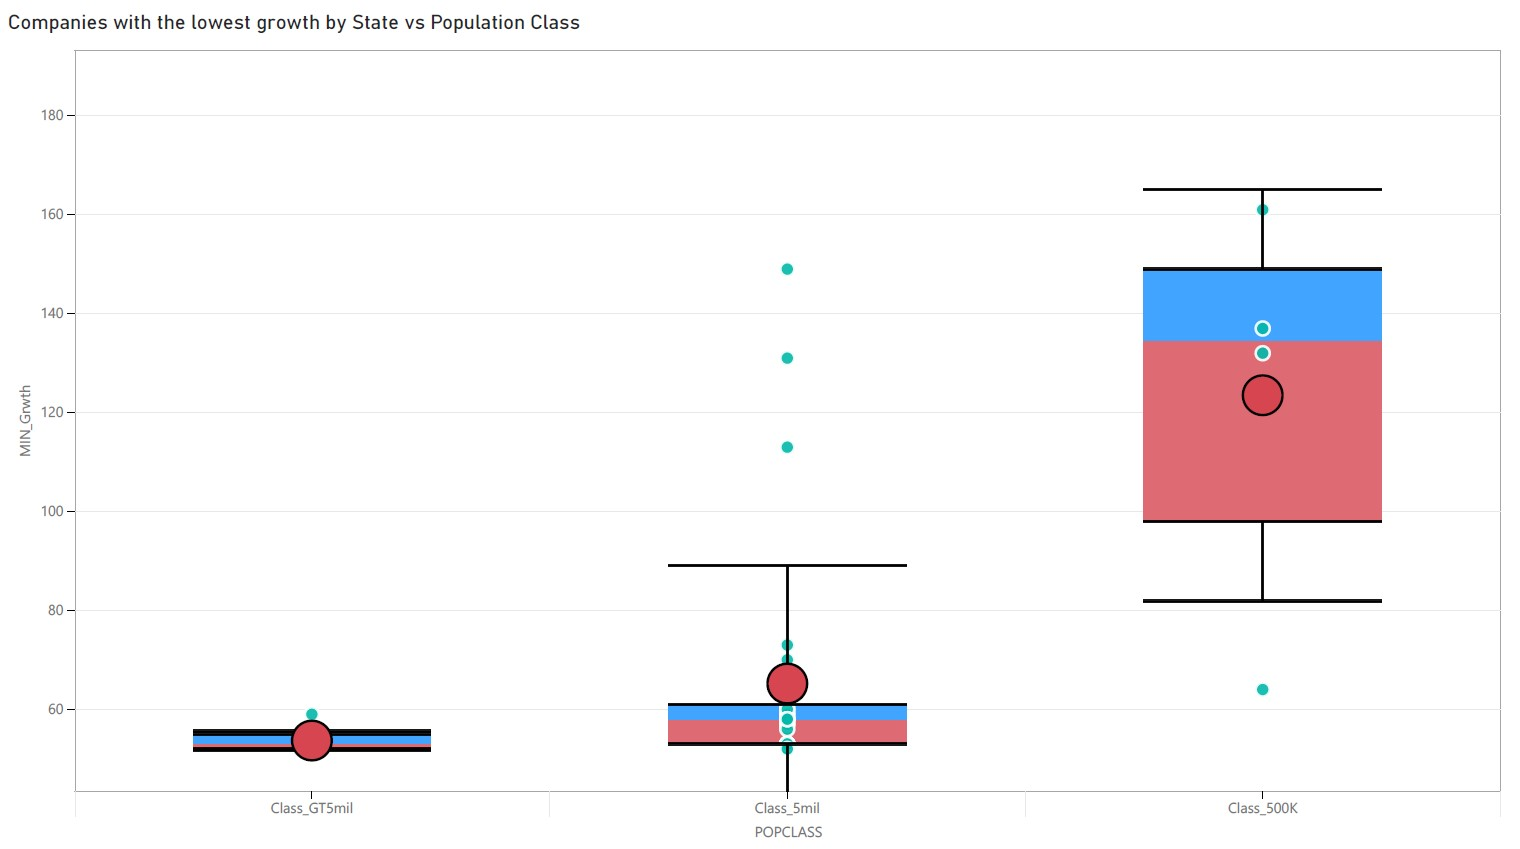 Companies with the lowest growth by State vs Population Class
180
160
140
120
100
80
60
MIN_Grwth
Class_GT5mil
Class_5mil
Class_500K
POPCLASS